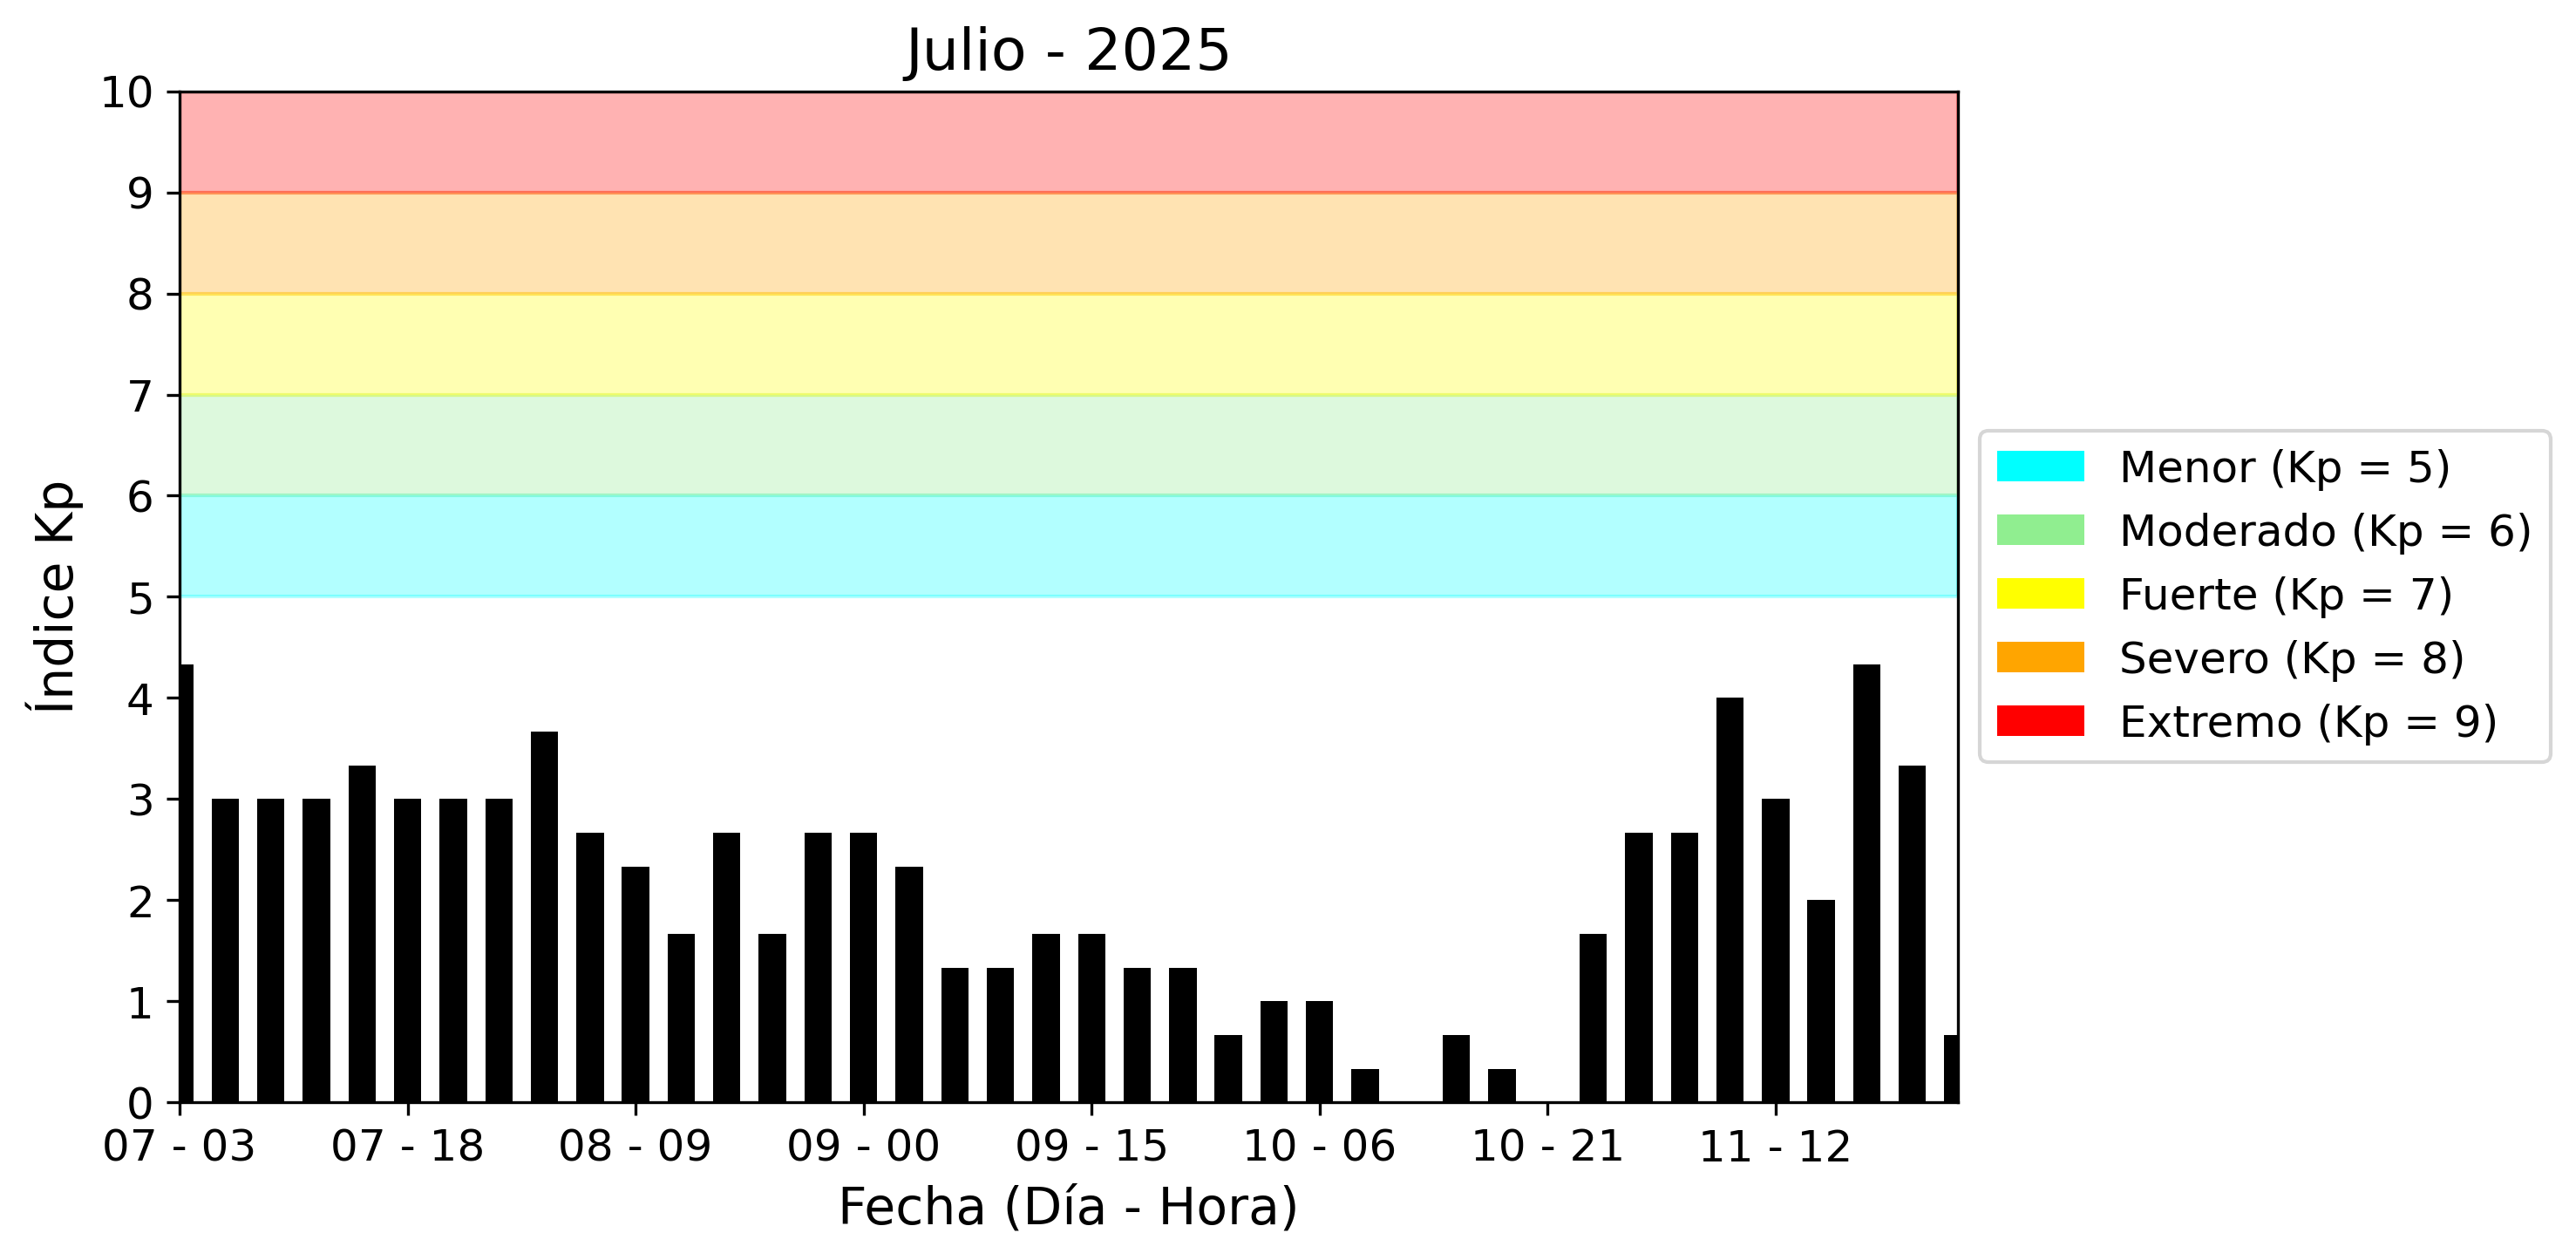 Julio - 2025
Índice Kp
10
9
8
7
6
5
4
3
2
1
0
07 - 03
07 - 18
08 - 09
09 - 00
09 - 15
10 - 06
10 - 21
11 - 12
Fecha (Día - Hora)
Menor (Kp = 5)
Moderado (Kp = 6)
Fuerte (Kp = 7)
Severo (Kp = 8)
Extremo (Kp = 9)